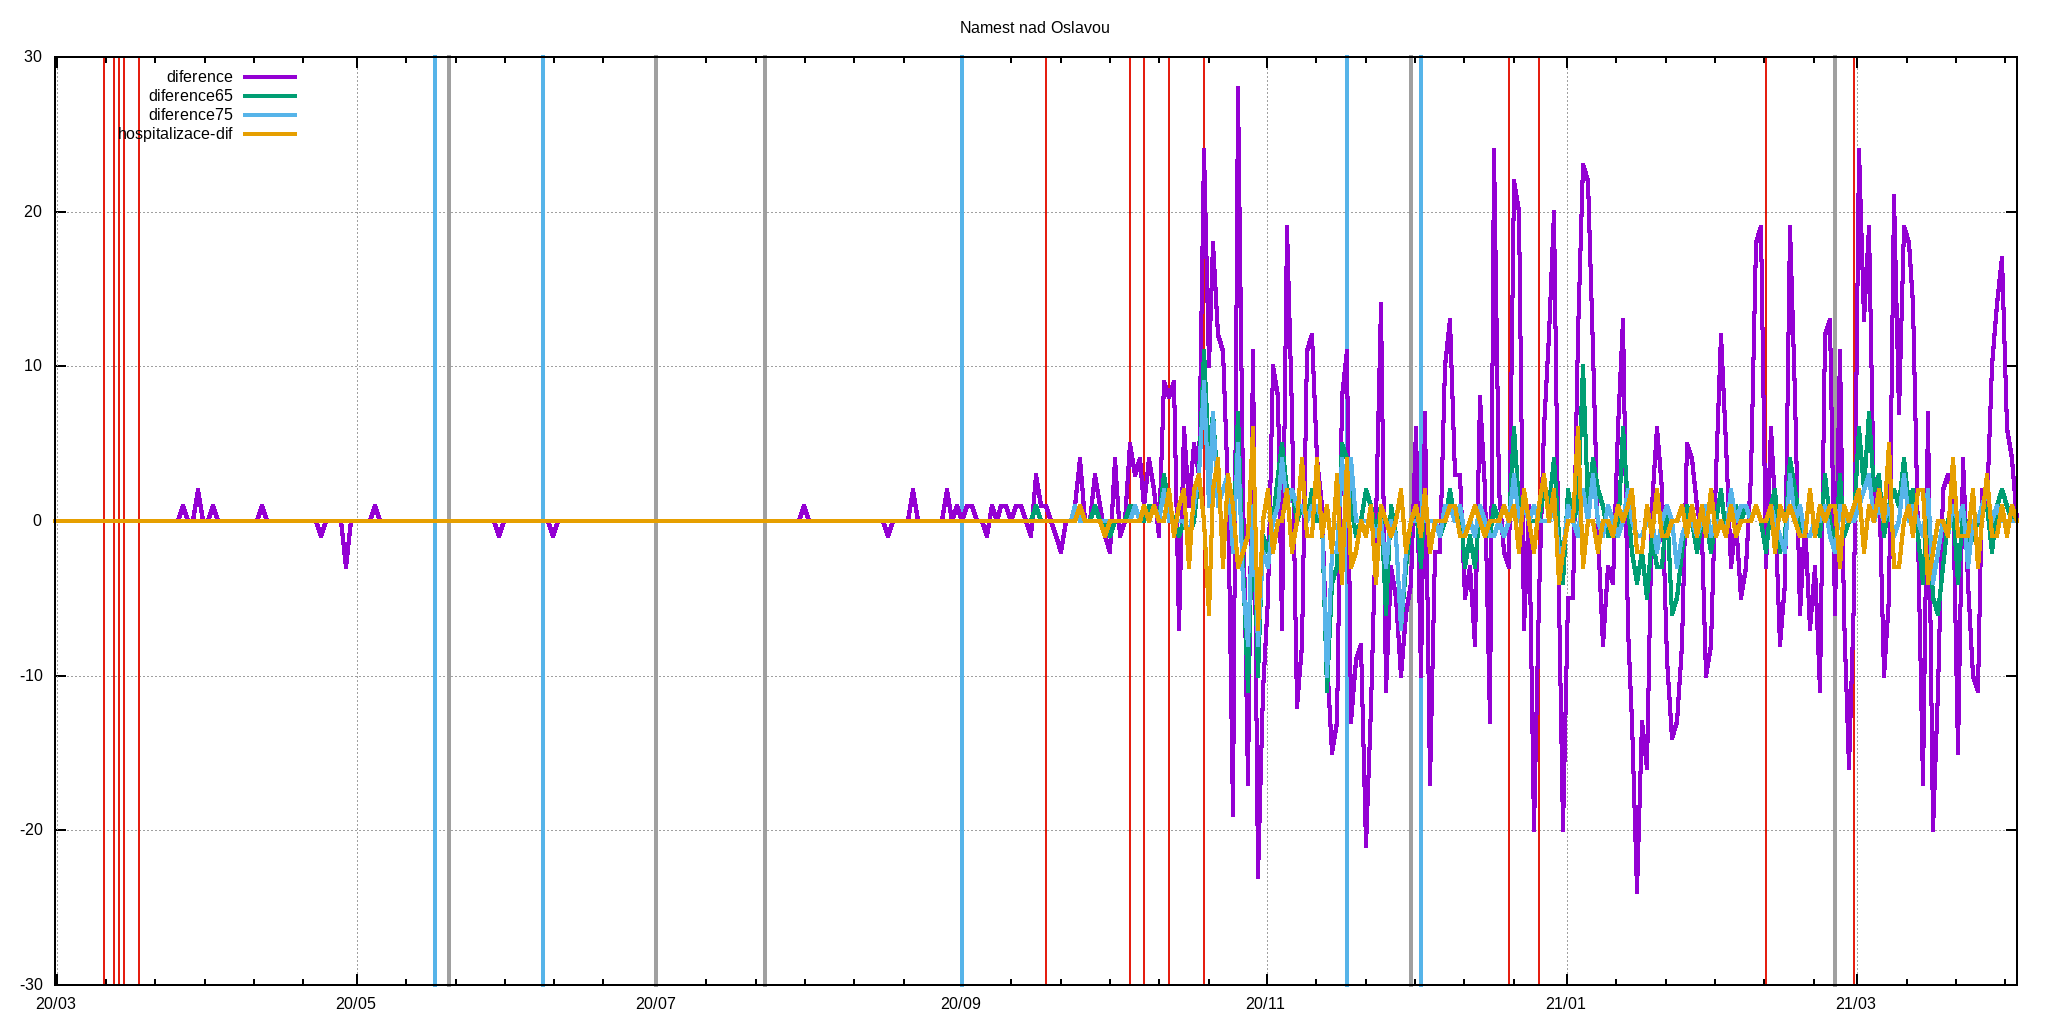 Namest nad Oslavou
30
diference
diference65
diference75
hospitalizace-dif
20
10
0
-10
-20
-30
20/03 20/05 20/07 20/09 20/11 21/01 21/03